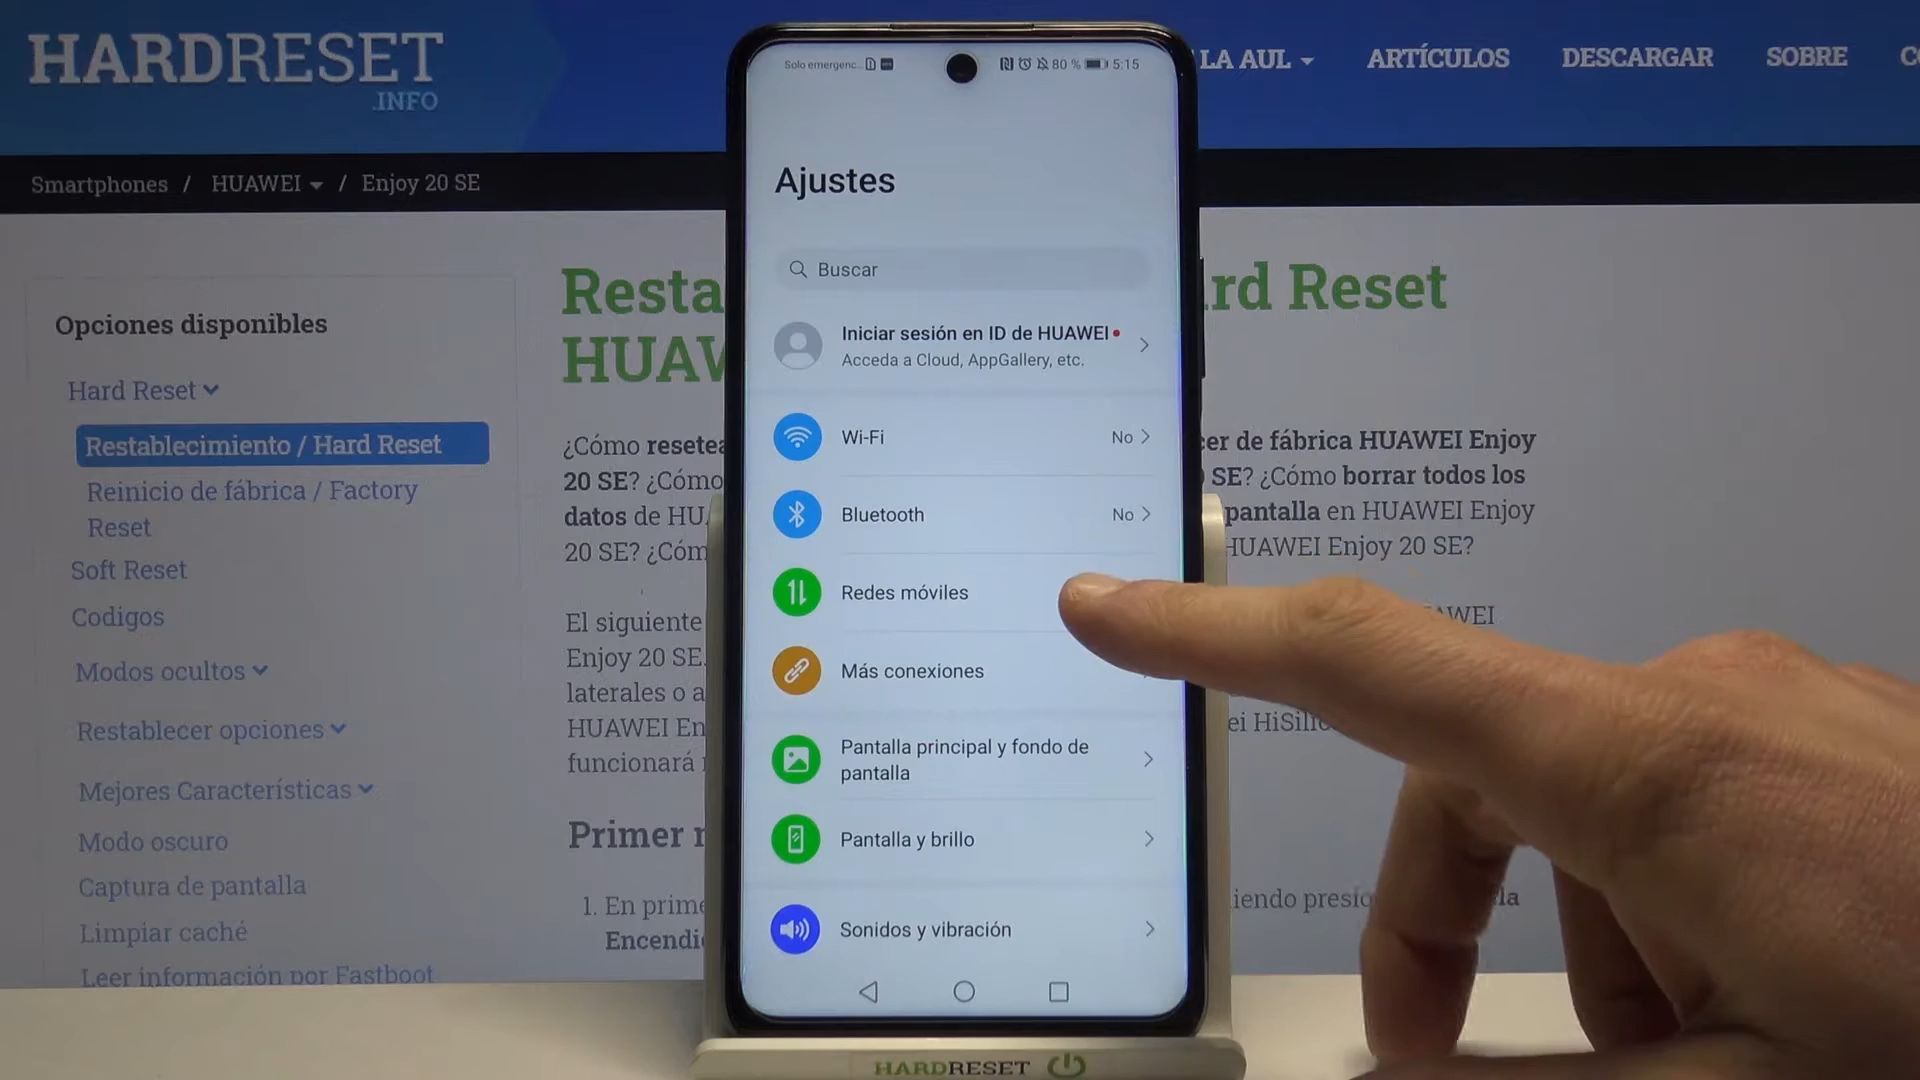 HARDRESET
.INFO
LA AUL
ARTÍCULOS
DESCARGAR
SOBRE
Smartphones / HUAWEI / Enjoy 20 SE
Opciones disponibles
Hard Reset
Restablecimiento / Hard Reset
Reinicio de fábrica / Factory
Reset
Soft Reset
Codigos
Modos ocultos
Restablecer opciones
Mejores Características
Modo oscuro
Captura de pantalla
Limpiar caché
Leer información por Fastboot
Resta
rd Reset
HUAW
¿Cómo resetea
cer de fábrica HUAWEI Enjoy
20 SE? ¿Cómo
SE? ¿Cómo borrar todos los
datos de HU
pantalla en HUAWEI Enjoy
20 SE? ¿Cóm
HUAWEI Enjoy 20 SE?
El siguiente
Enjoy 20 SE.
laterales o a
HUAWEI En
ei HiSilic
funcionará
Primer
1. En prime
iendo presio
la
Encendi
Solo emergenc...
80 %
5:15
Ajustes
Buscar
Iniciar sesión en ID de HUAWEI
Acceda a Cloud, AppGallery, etc.
Wi-Fi
No
Bluetooth
No
Redes móviles
Más conexiones
Pantalla principal y fondo de
pantalla
Pantalla y brillo
Sonidos y vibración
HARDRESET